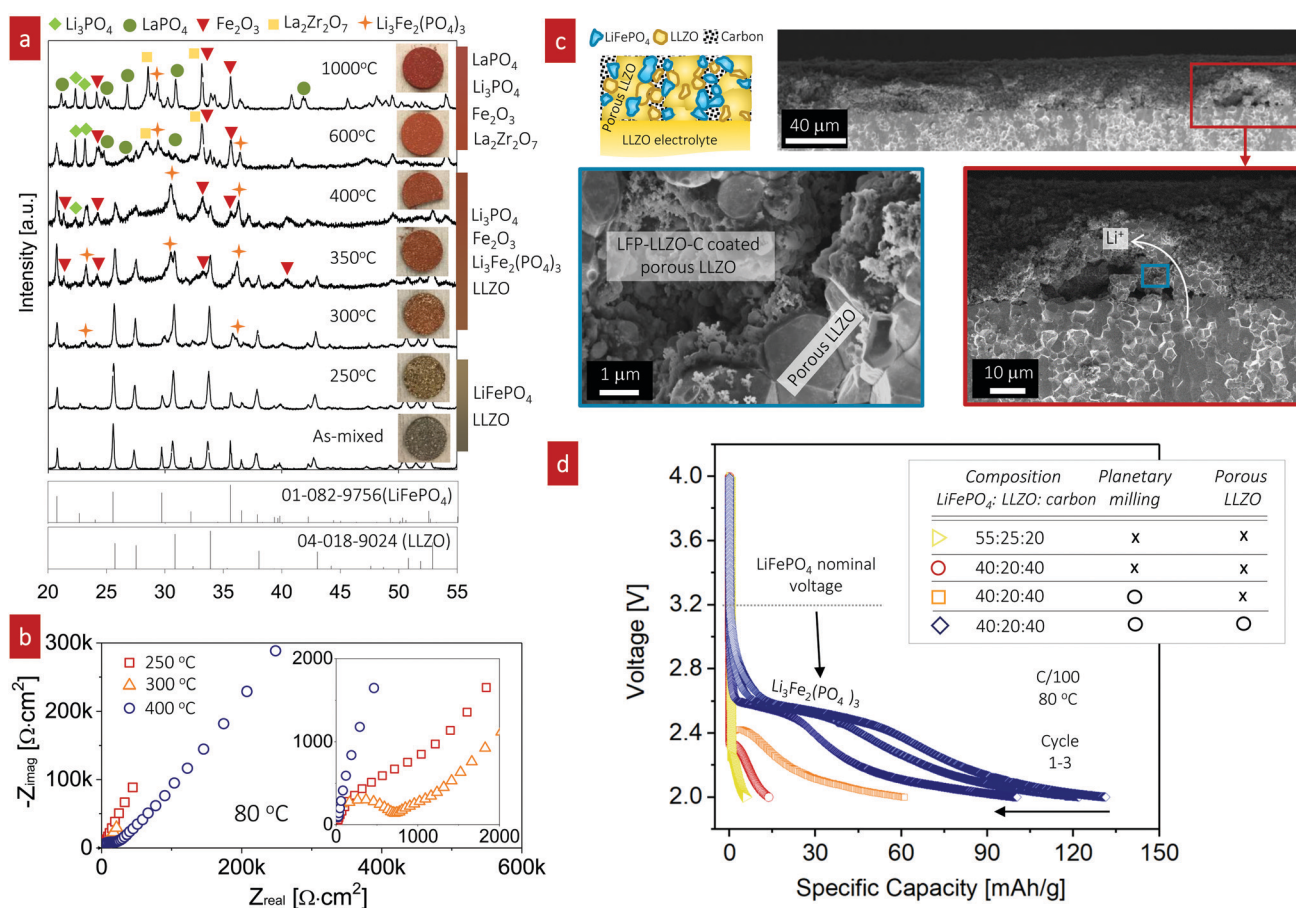 a
Li₃PO₄ LaPO₄ Fe₂O₃ La₂Zr₂O₇ Li₃Fe₂(PO₄)₃
Intensity [a.u.]
1000°C
600°C
400°C
350°C
300°C
250°C
As-mixed
LaPO₄
Li₃PO₄
Fe₂O₃
La₂Zr₂O₇
Li₃PO₄
Fe₂O₃
Li₃Fe₂(PO₄)₃
LLZO
LiFePO₄
LLZO
01-082-9756(LiFePO₄)
04-018-9024 (LLZO)
20 25 30 35 40 45 50 55
b
-Z_imag [Ω·cm²]
300k
200k
100k
0
250 °C
300 °C
400 °C
80 °C
2000
1000
0
0 1000 2000
0 200k 400k 600k
Z_real [Ω·cm²]
c
LiFePO₄ LLZO Carbon
Porous LLZO
LLZO electrolyte
40 μm
LFP-LLZO-C coated
porous LLZO
Porous LLZO
1 μm
Li⁺
10 μm
d
Voltage [V]
4.0
3.6
3.2
2.8
2.4
2.0
Composition Planetary Porous
LiFePO₄: LLZO: carbon milling LLZO
55:25:20 x x
40:20:40 x x
40:20:40 O x
40:20:40 O O
LiFePO₄ nominal
voltage
Li₃Fe₂(PO₄)₃
C/100
80 °C
Cycle
1-3
0 30 60 90 120 150
Specific Capacity [mAh/g]